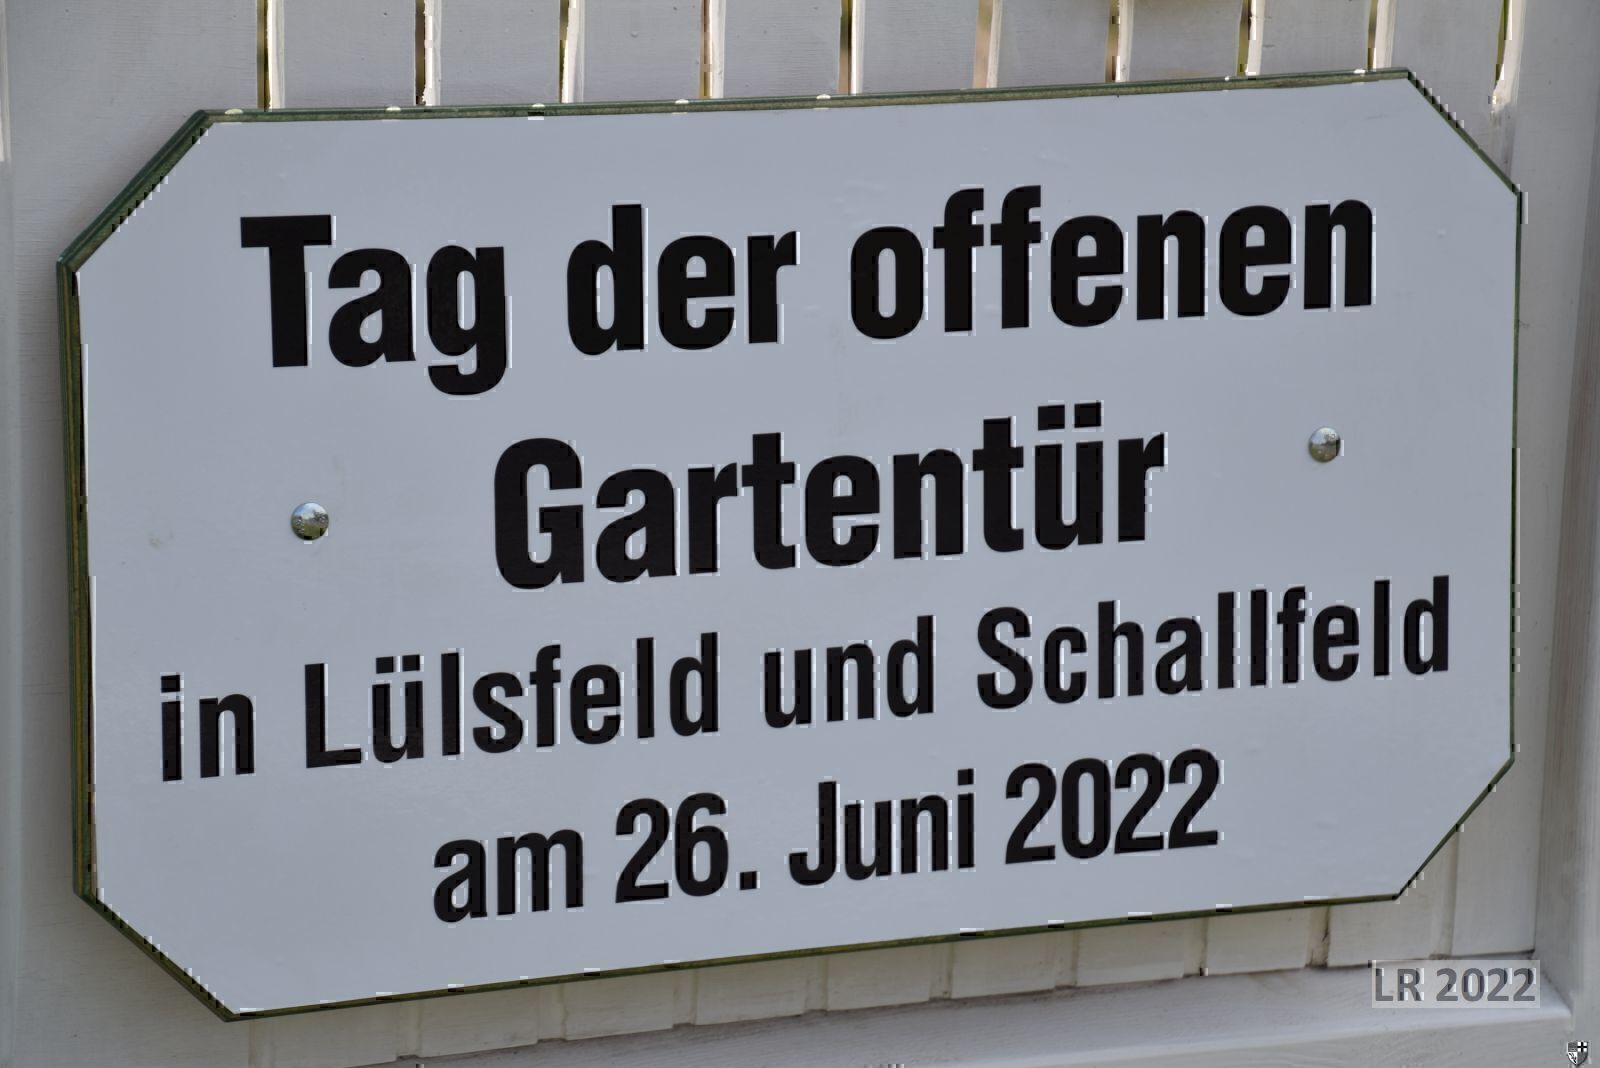 Tag der offenen
Gartentür
in Lülsfeld und Schallfeld
am 26. Juni 2022
LR 2022